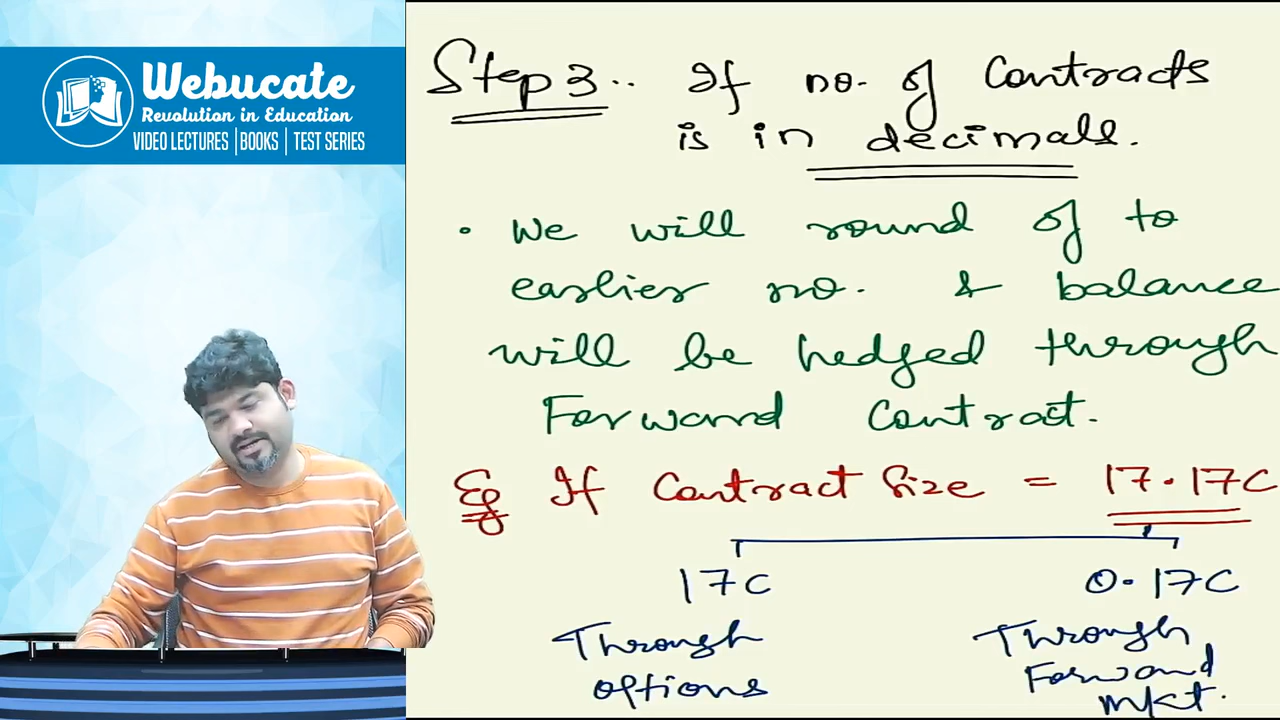 Webucate
Revolution in Education
VIDEO LECTURES | BOOKS | TEST SERIES
Step 3.. If no. of Contracts
is in decimals.
• We will round of to
earlier no. & balance
will be hedged through
Forward Contract.
Eg If Contract Size = 17.17C
17C 0.17C
Through Through
options Forward
mkt.